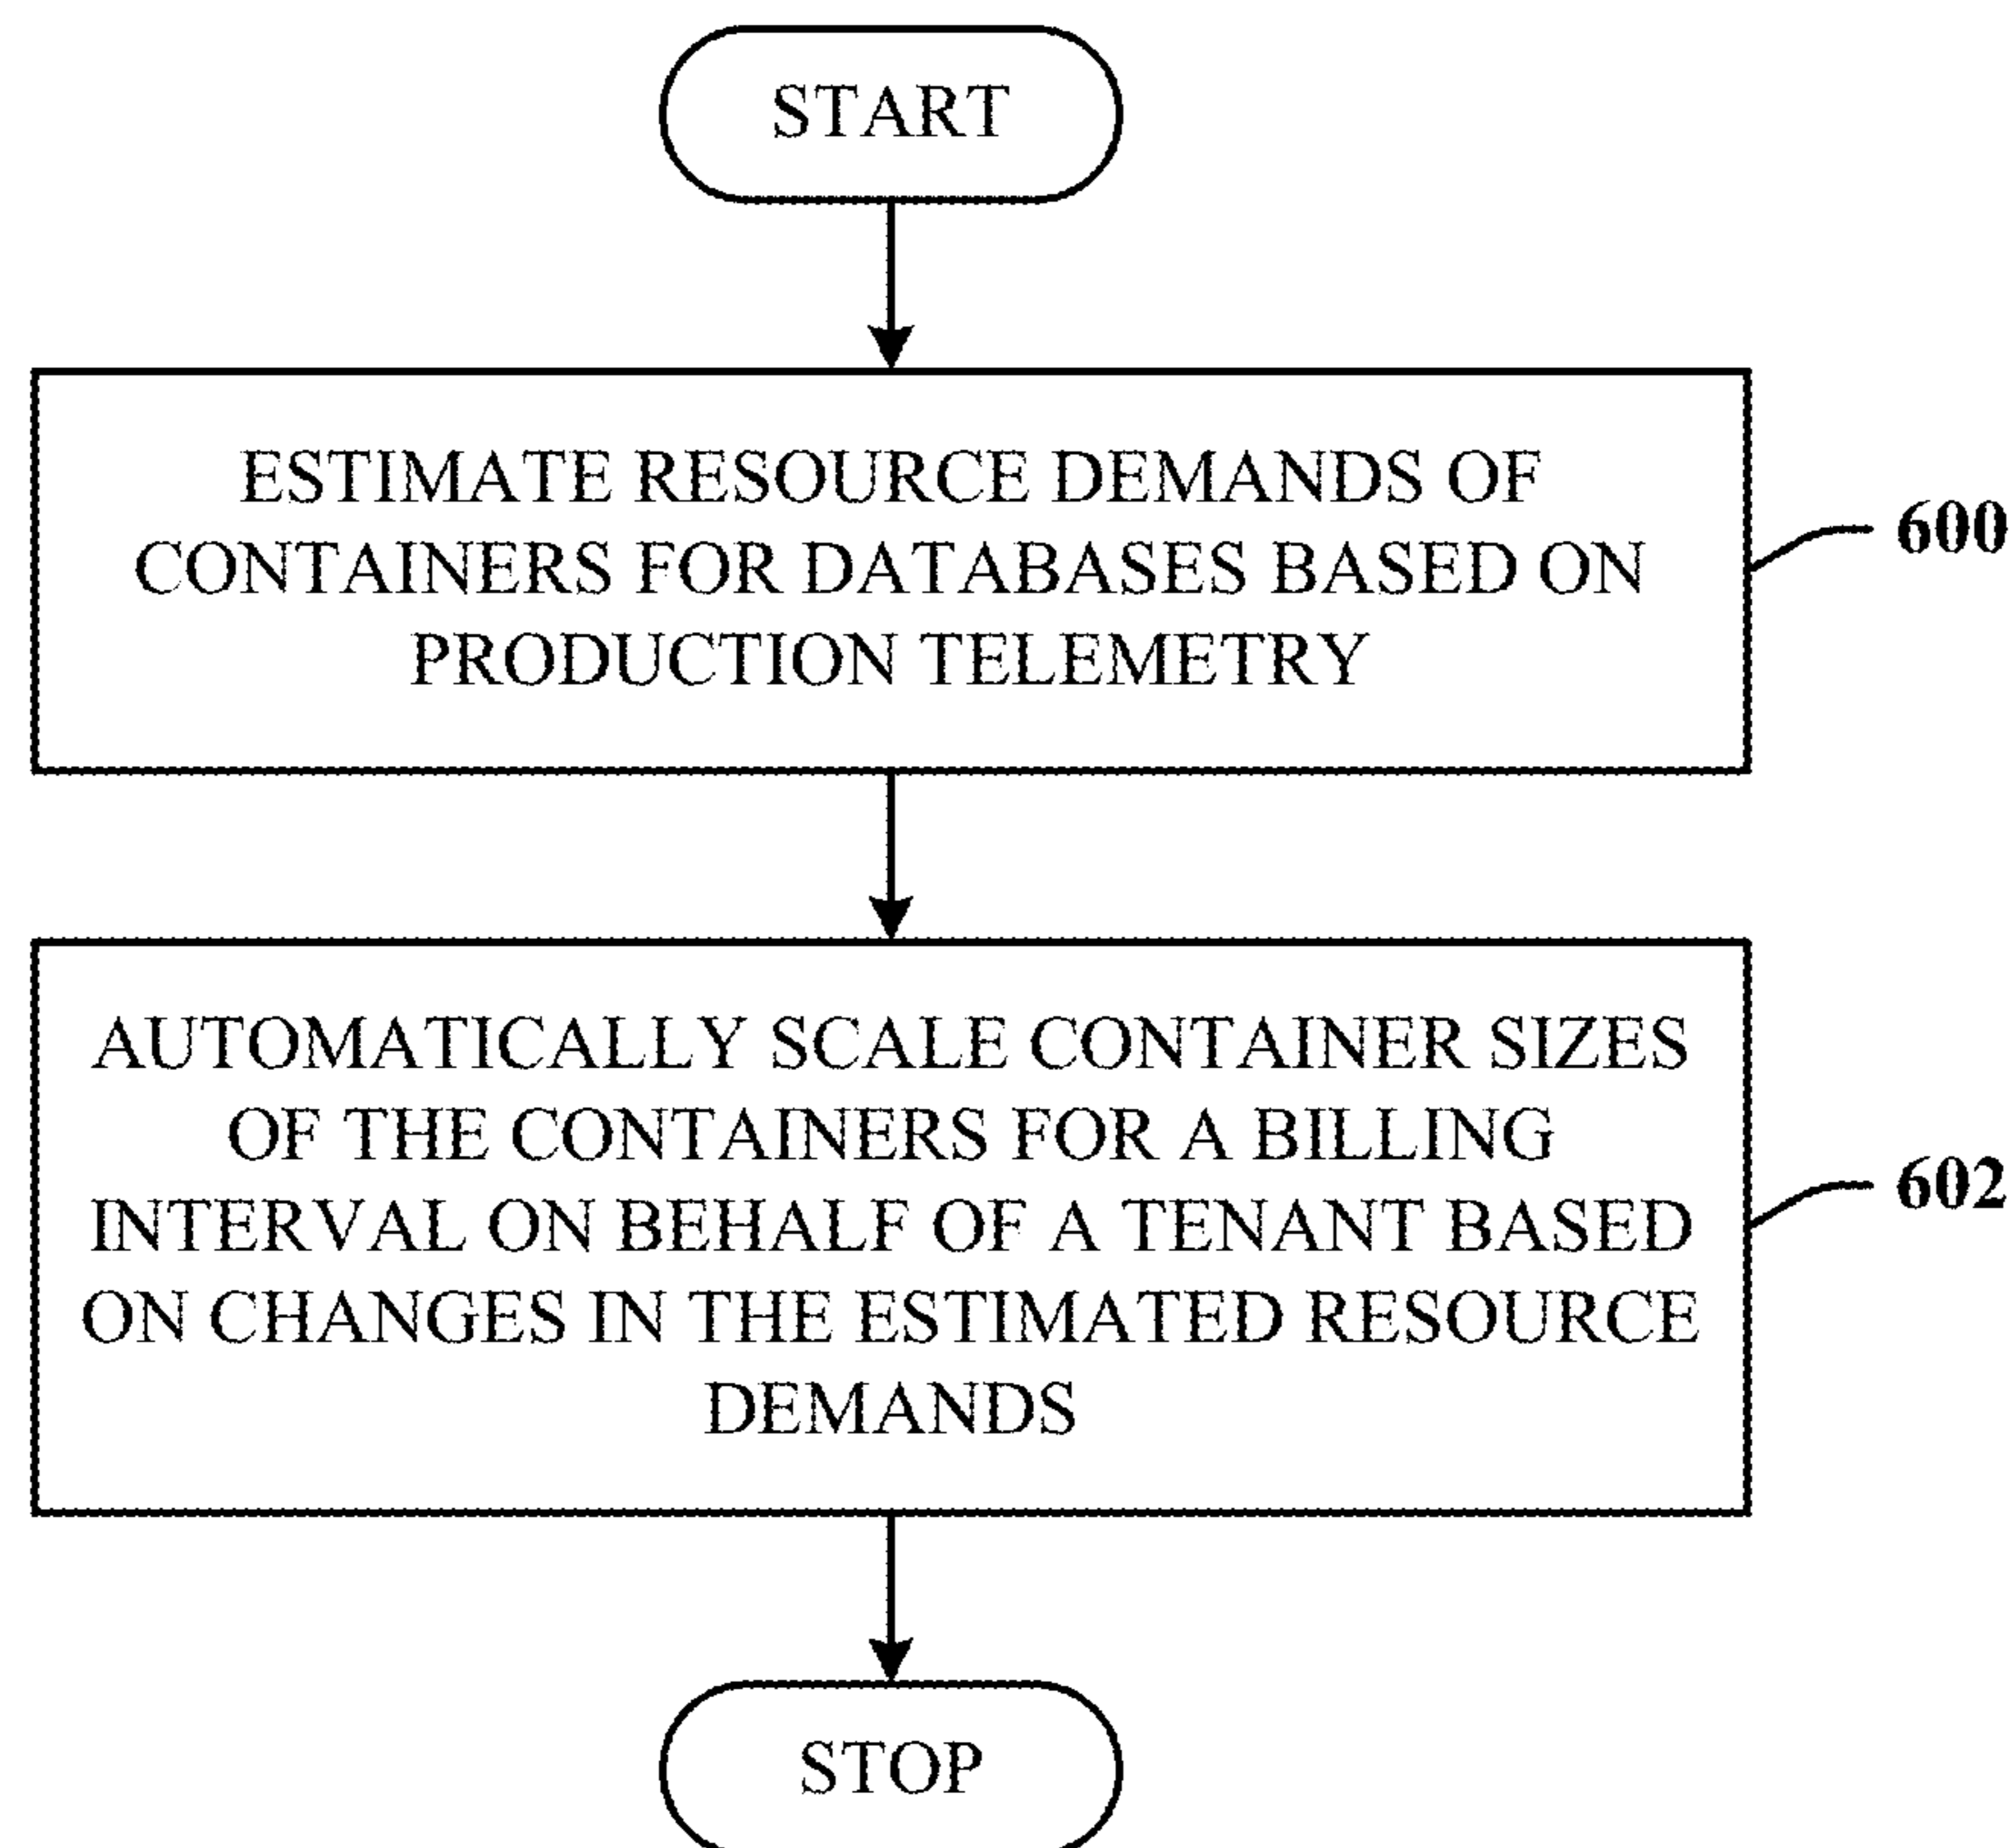 START
ESTIMATE RESOURCE DEMANDS OF
CONTAINERS FOR DATABASES BASED ON
PRODUCTION TELEMETRY
600
AUTOMATICALLY SCALE CONTAINER SIZES
OF THE CONTAINERS FOR A BILLING
INTERVAL ON BEHALF OF A TENANT BASED
ON CHANGES IN THE ESTIMATED RESOURCE
DEMANDS
602
STOP